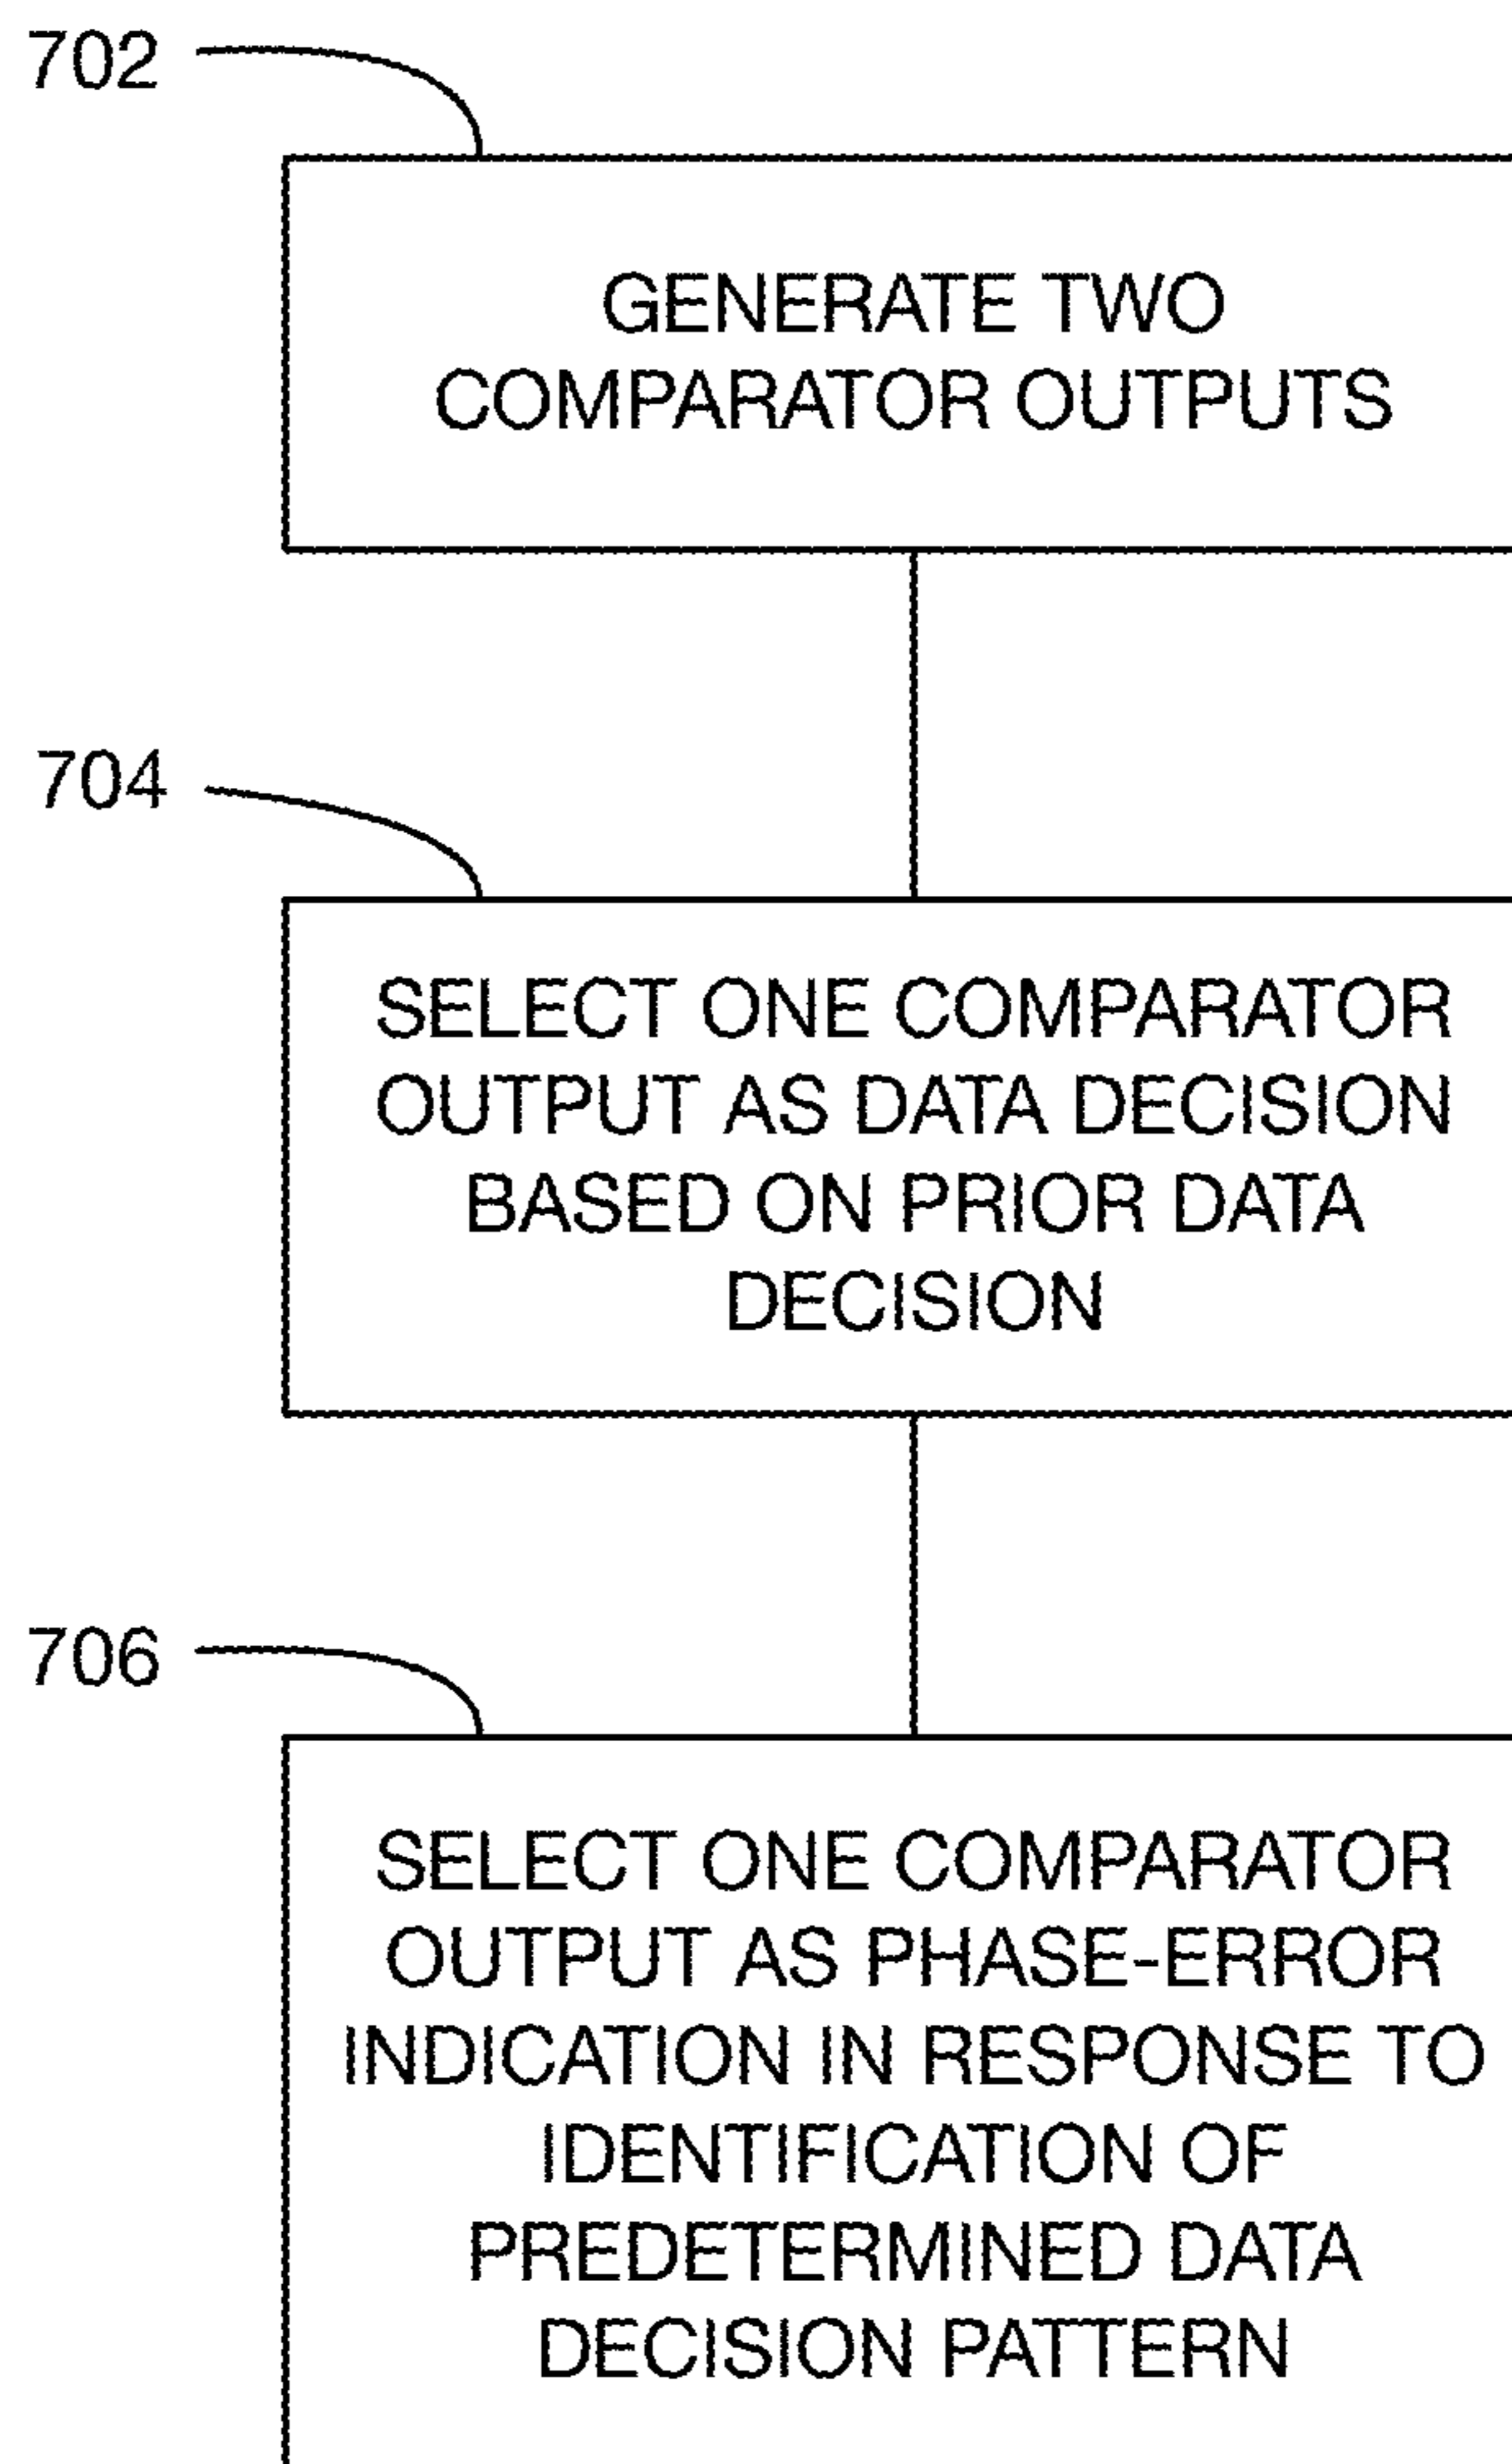 702
GENERATE TWO
COMPARATOR OUTPUTS
704
SELECT ONE COMPARATOR
OUTPUT AS DATA DECISION
BASED ON PRIOR DATA
DECISION
706
SELECT ONE COMPARATOR
OUTPUT AS PHASE-ERROR
INDICATION IN RESPONSE TO
IDENTIFICATION OF
PREDETERMINED DATA
DECISION PATTERN